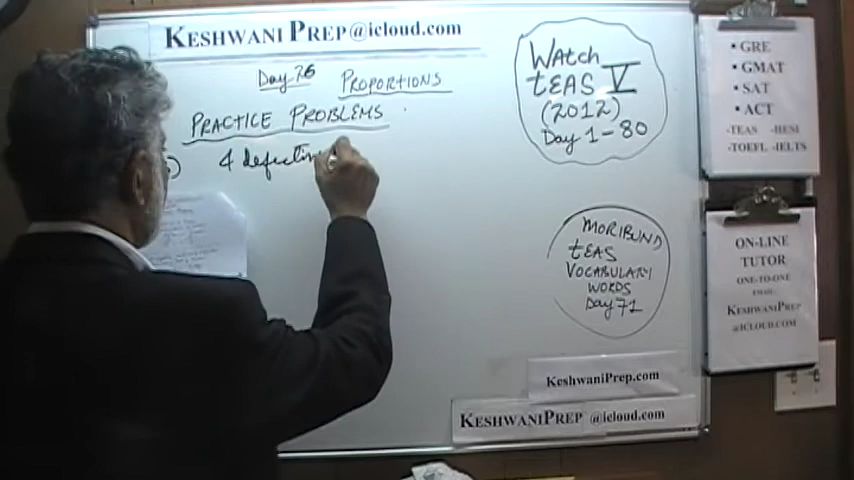 KESHWANI PREP@icloud.com
Day 76 PROPORTIONS
PRACTICE PROBLEMS
4 defectiv
WAtch
tEAS V
(2012)
Day 1-80
MORIBUND
tEAS
VOCABULARY
WORDS
Day 71
• GRE
• GMAT
• SAT
• ACT
-TEAS -HESI
-TOEFL -IELTS
ON-LINE
TUTOR
ONE-TO-ONE
KESHWANIPREP
@ICLOUD.COM
KESHWANIPREP.com
KESHWANIPREP @icloud.com